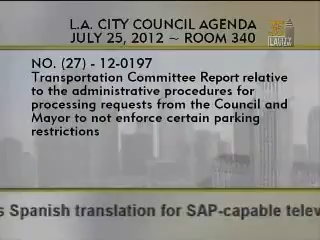 L.A. CITY COUNCIL AGENDA
JULY 25, 2012 ~ ROOM 340
NO. (27) - 12-0197
Transportation Committee Report relative
to the administrative procedures for
processing requests from the Council and
Mayor to not enforce certain parking
restrictions
s Spanish translation for SAP-capable telev